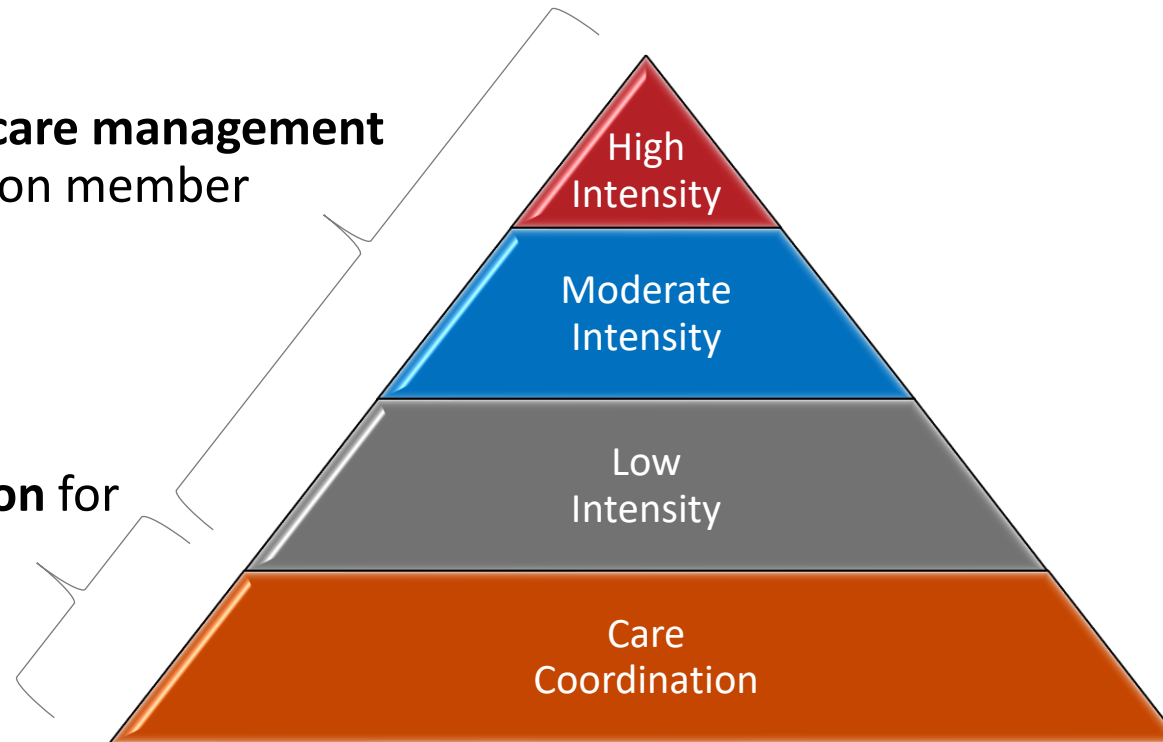 care management
on member
on for
High
Intensity
Moderate
Intensity
Low
Intensity
Care
Coordination